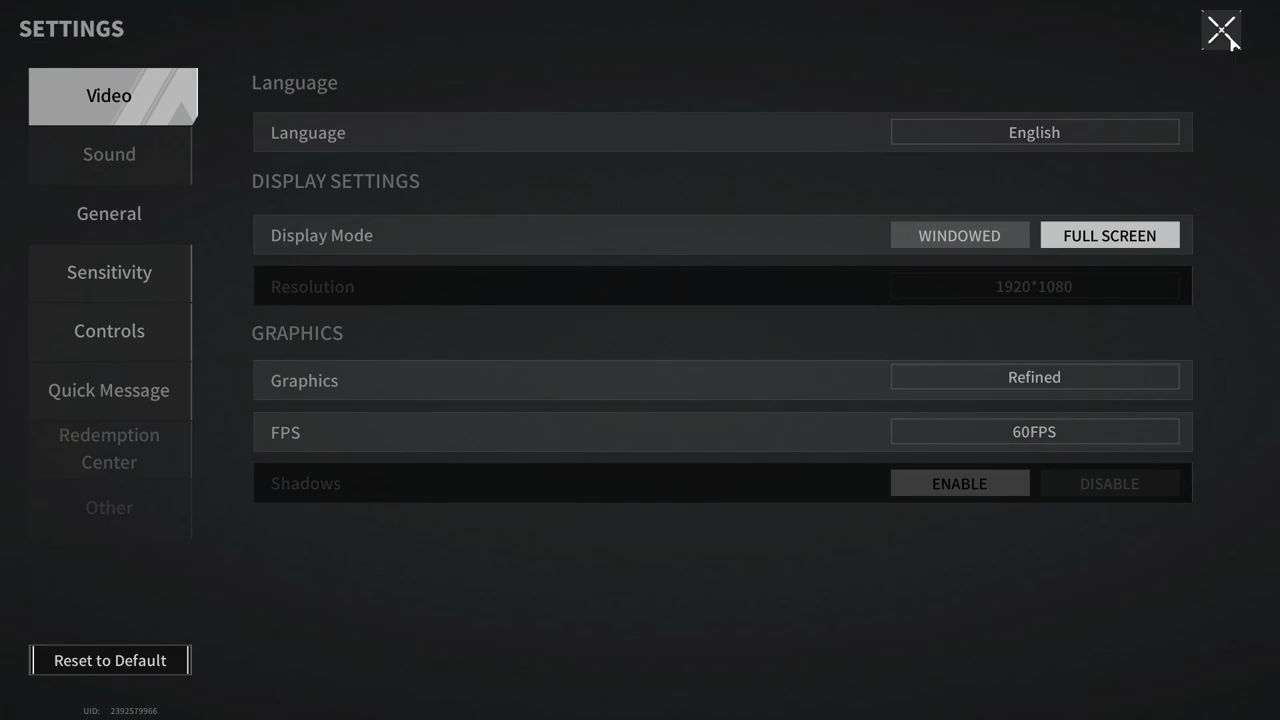 SETTINGS
Video
Sound
General
Sensitivity
Controls
Quick Message
Redemption
Center
Other
Reset to Default
UID: 2392579966
Language
Language English
DISPLAY SETTINGS
Display Mode WINDOWED FULL SCREEN
Resolution 1920*1080
GRAPHICS
Graphics Refined
FPS 60FPS
Shadows ENABLE DISABLE